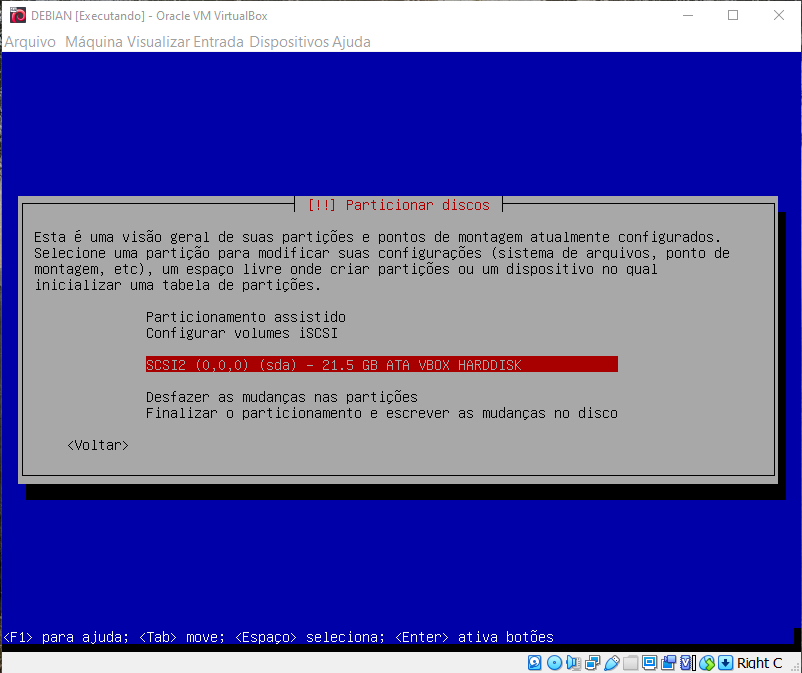 DEBIAN [Executando] - Oracle VM VirtualBox
Arquivo Máquina Visualizar Entrada Dispositivos Ajuda
[!!] Particionar discos
Esta é uma visão geral de suas partições e pontos de montagem atualmente configurados.
Selecione uma partição para modificar suas configurações (sistema de arquivos, ponto de
montagem, etc), um espaço livre onde criar partições ou um dispositivo no qual
inicializar uma tabela de partições.
Particionamento assistido
Configurar volumes iSCSI
SCSI2 (0,0,0) (sda) - 21.5 GB ATA VBOX HARDDISK
Desfazer as mudanças nas partições
Finalizar o particionamento e escrever as mudanças no disco
<Voltar>
<F1> para ajuda; <Tab> move; <Espaço> seleciona; <Enter> ativa botões
Right C